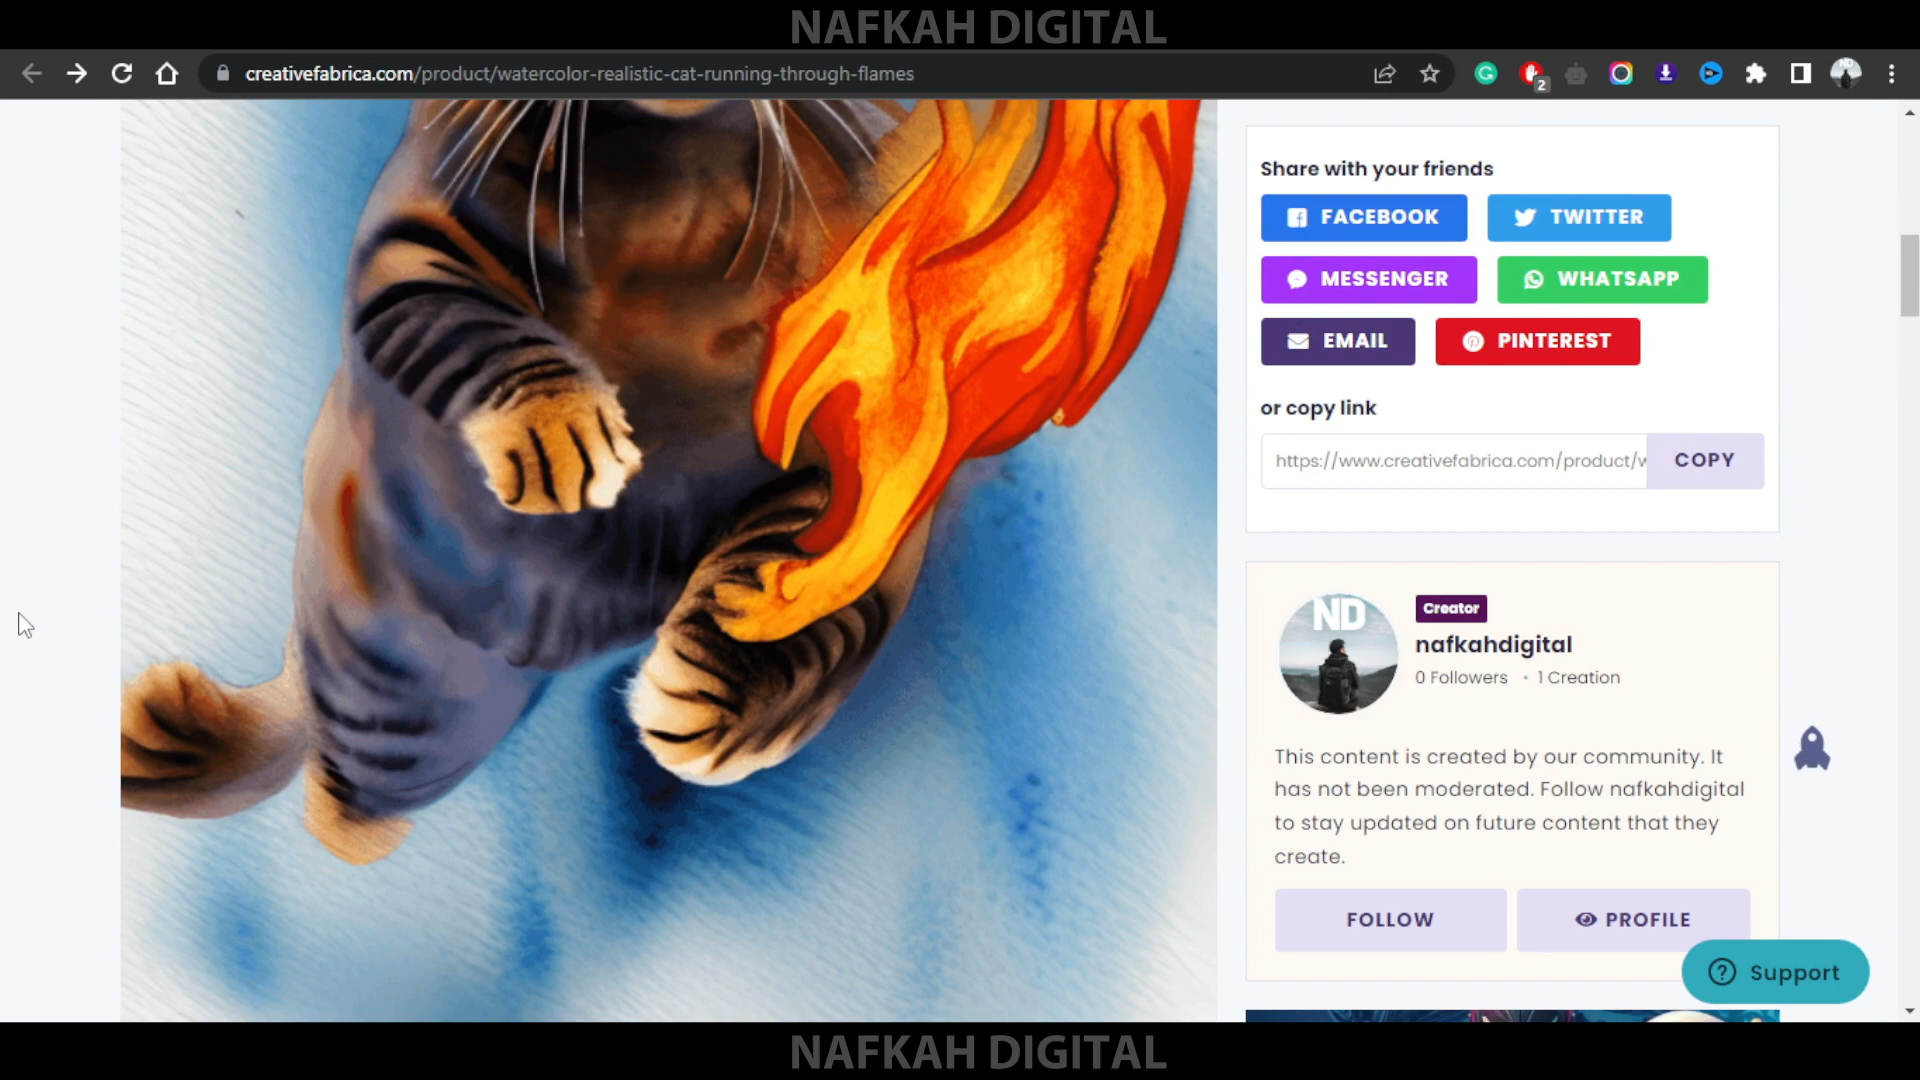 NAFKAH DIGITAL
creativefabrica.com/product/watercolor-realistic-cat-running-through-flames
2
Share with your friends
FACEBOOK
TWITTER
MESSENGER
WHATSAPP
EMAIL
PINTEREST
or copy link
https://www.creativefabrica.com/product/w
COPY
ND
Creator
nafkahdigital
0 Followers • 1 Creation
This content is created by our community. It
has not been moderated. Follow nafkahdigital
to stay updated on future content that they
create.
FOLLOW
PROFILE
Support
NAFKAH DIGITAL